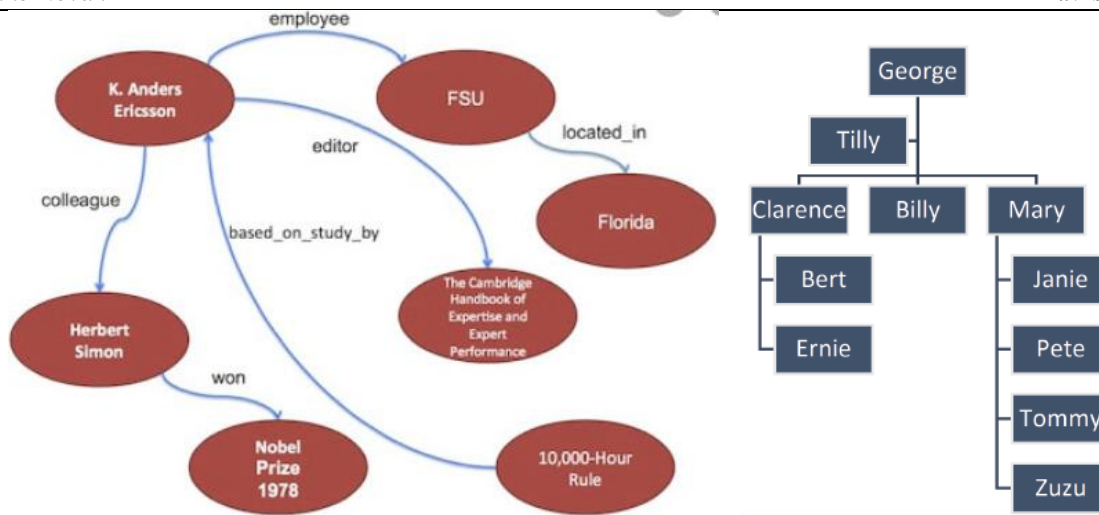 employee
K. Anders
Ericsson
FSU
located_in
editor
colleague
Florida
based_on_study_by
The Cambridge
Handbook of
Expertise and
Expert
Performance
Herbert
Simon
won
Nobel
Prize
1978
10,000-Hour
Rule
George
Tilly
Clarence
Billy
Mary
Bert
Janie
Ernie
Pete
Tommy
Zuzu